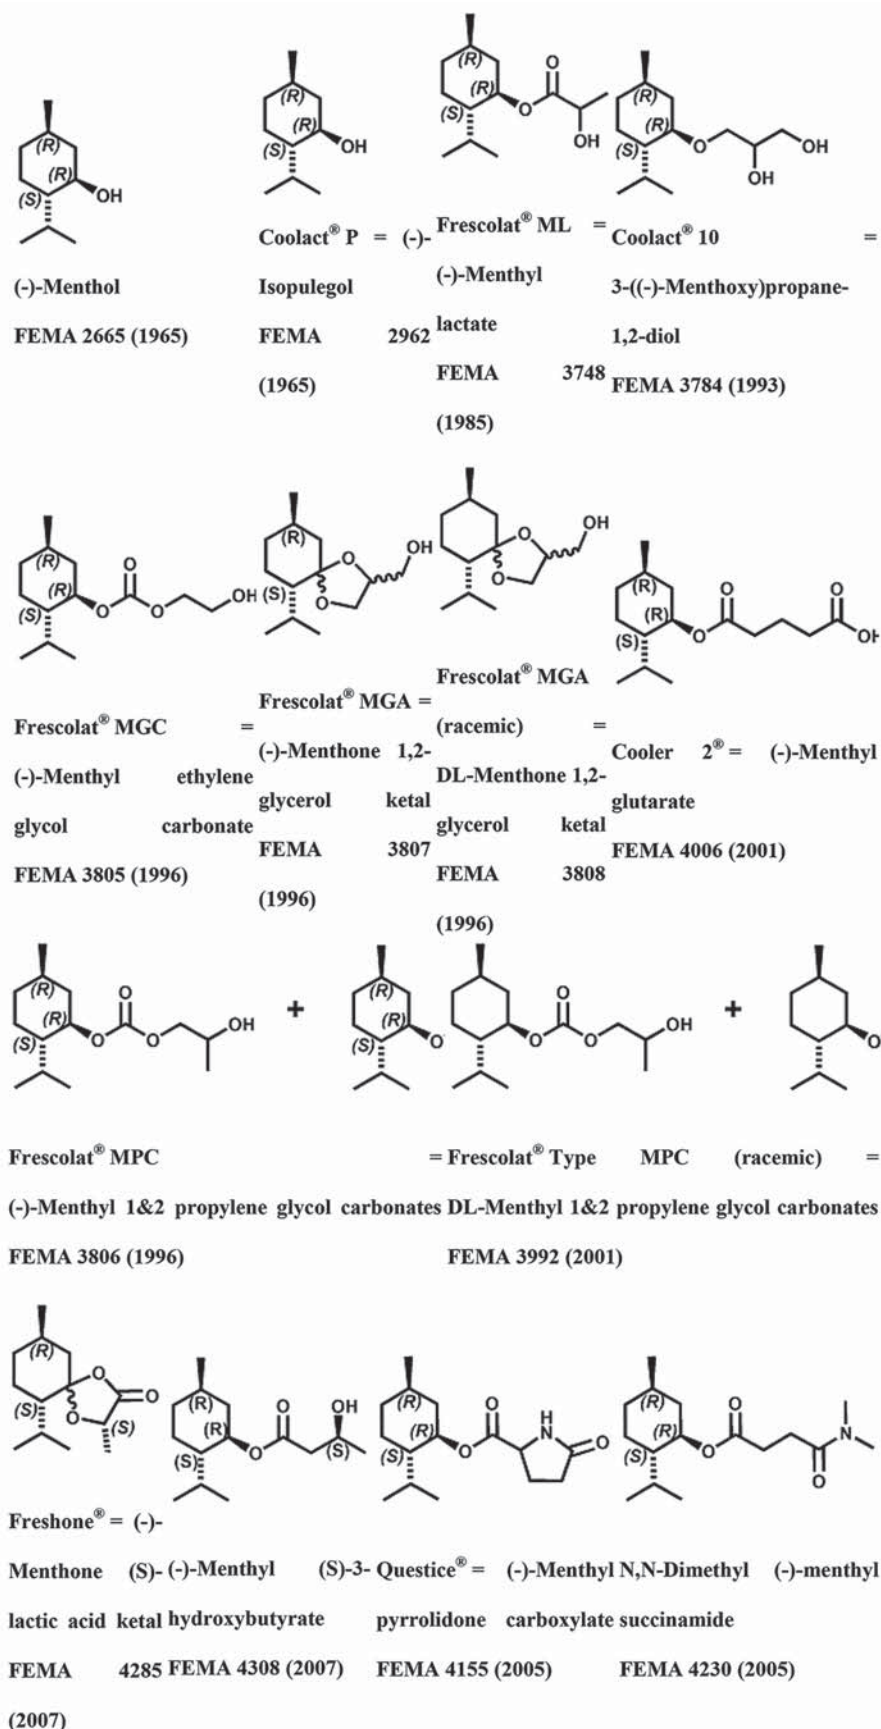 (R)
(R)
(S)
OH
(-)-Menthol
FEMA 2665 (1965)
(R)
(R)
(S)
OH
Coolact® P = (-)-
Isopulegol
FEMA 2962
(1965)
(R)
(R)
(S)
O
O
OH
Frescolat® ML =
(-)-Menthyl
lactate
FEMA 3748
(1985)
(R)
(R)
(S)
O
OH
OH
Coolact® 10 =
3-((-)-Menthoxy)propane-
1,2-diol
FEMA 3784 (1993)
(R)
(R)
(S)
O
O
O
OH
Frescolat® MGC =
(-)-Menthyl ethylene
glycol carbonate
FEMA 3805 (1996)
(R)
(S)
O
O
OH
Frescolat® MGA =
(-)-Menthone 1,2-
glycerol ketal
FEMA 3807
(1996)
O
O
OH
Frescolat® MGA
(racemic) =
DL-Menthone 1,2-
glycerol ketal
FEMA 3808
(1996)
(R)
(R)
(S)
O
O
O
OH
Cooler 2® = (-)-Menthyl
glutarate
FEMA 4006 (2001)
(R)
(R)
(S)
O
O
O
OH
+
(R)
(R)
(S)
O
Frescolat® MPC =
(-)-Menthyl 1&2 propylene glycol carbonates
FEMA 3806 (1996)
O
O
O
OH
+
O
Frescolat® Type MPC (racemic) =
DL-Menthyl 1&2 propylene glycol carbonates
FEMA 3992 (2001)
(R)
(S)
O
O
O
(S)
Freshone® = (-)-
Menthone (S)-
lactic acid ketal
FEMA 4285
(2007)
(R)
(R)
(S)
O
O
OH
(S)
(-)-Menthyl (S)-3-
hydroxybutyrate
FEMA 4308 (2007)
(R)
(R)
(S)
O
O
H
N
O
Questice® = (-)-Menthyl
pyrrolidone carboxylate
FEMA 4155 (2005)
(R)
(R)
(S)
O
O
N
O
N,N-Dimethyl (-)-menthyl
succinamide
FEMA 4230 (2005)